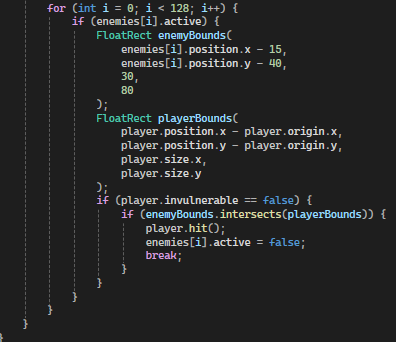 for (int i = 0; i < 128; i++) {
if (enemies[i].active) {
FloatRect enemyBounds(
enemies[i].position.x - 15,
enemies[i].position.y - 40,
30,
80
);
FloatRect playerBounds(
player.position.x - player.origin.x,
player.position.y - player.origin.y,
player.size.x,
player.size.y
);
if (player.invulnerable == false) {
if (enemyBounds.intersects(playerBounds)) {
player.hit();
enemies[i].active = false;
break;
}
}
}
}
}
}